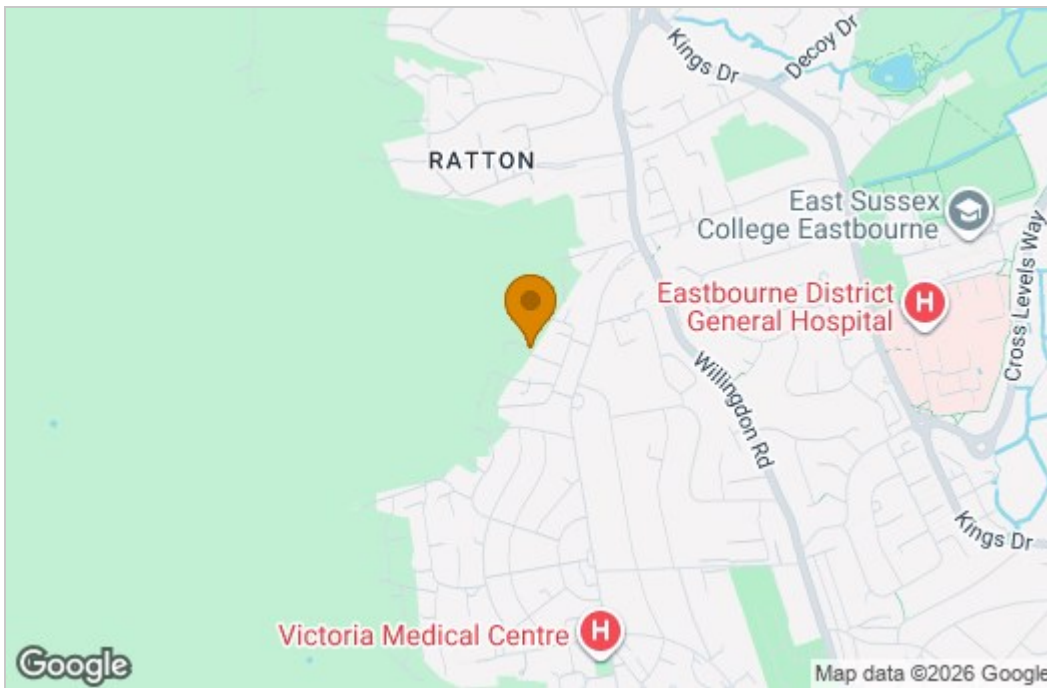 Kings Dr
Decoy Dr
RATTON
East Sussex
College Eastbourne
Cross Levels Way
Eastbourne District
General Hospital
H
Willingdon Rd
Kings Dr
Victoria Medical Centre
H
Google
Map data ©2026 Google